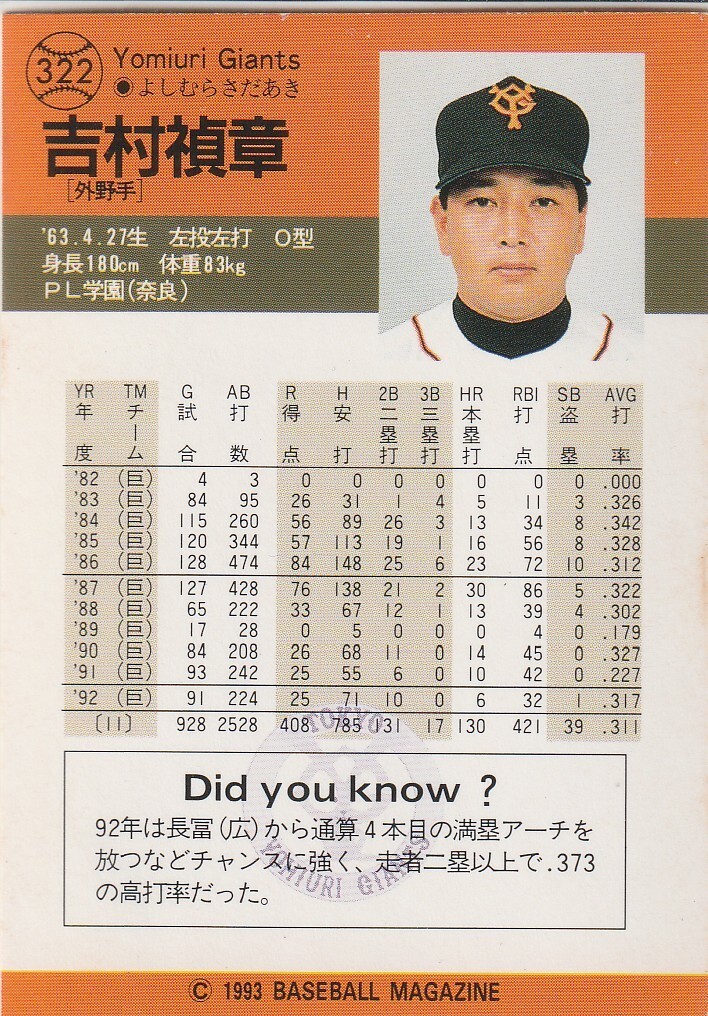 322 Yomiuri Giants
●よしむらさだあき
吉村禎章
[外野手]
'63.4.27生 左投左打 O型
身長180cm 体重83kg
PL学園(奈良)
YG
YR TM G AB R H 2B 3B HR RBI SB AVG
年度 チーム 試合 打数 得点 安打 二塁打 三塁打 本塁打 打点 盗塁 打率
'82 (巨) 4 3 0 0 0 0 0 0 0 .000
'83 (巨) 84 95 26 31 1 4 5 11 3 .326
'84 (巨) 115 260 56 89 26 3 13 34 8 .342
'85 (巨) 120 344 57 113 19 1 16 56 8 .328
'86 (巨) 128 474 84 148 25 6 23 72 10 .312
'87 (巨) 127 428 76 138 21 2 30 86 5 .322
'88 (巨) 65 222 33 67 12 1 13 39 4 .302
'89 (巨) 17 28 0 5 0 0 0 4 0 .179
'90 (巨) 84 208 26 68 11 0 14 45 0 .327
'91 (巨) 93 242 25 55 6 0 10 42 0 .227
'92 (巨) 91 224 25 71 10 0 6 32 1 .317
[11] 928 2528 408 785 131 17 130 421 39 .311
TOKYO
YOMIURI GIANTS
Did you know ?
92年は長冨(広)から通算4本目の満塁アーチを
放つなどチャンスに強く、走者二塁以上で.373
の高打率だった。
© 1993 BASEBALL MAGAZINE